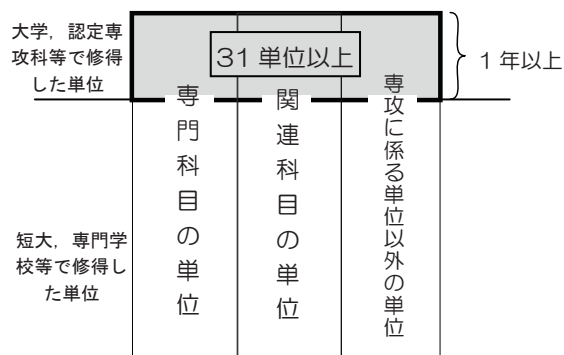 大学，認定専
攻科等で修得
した単位
31 単位以上
1 年以上
専門科目の単位
関連科目の単位
専攻に係る単位以外の単位
短大，専門学
校等で修得し
た単位